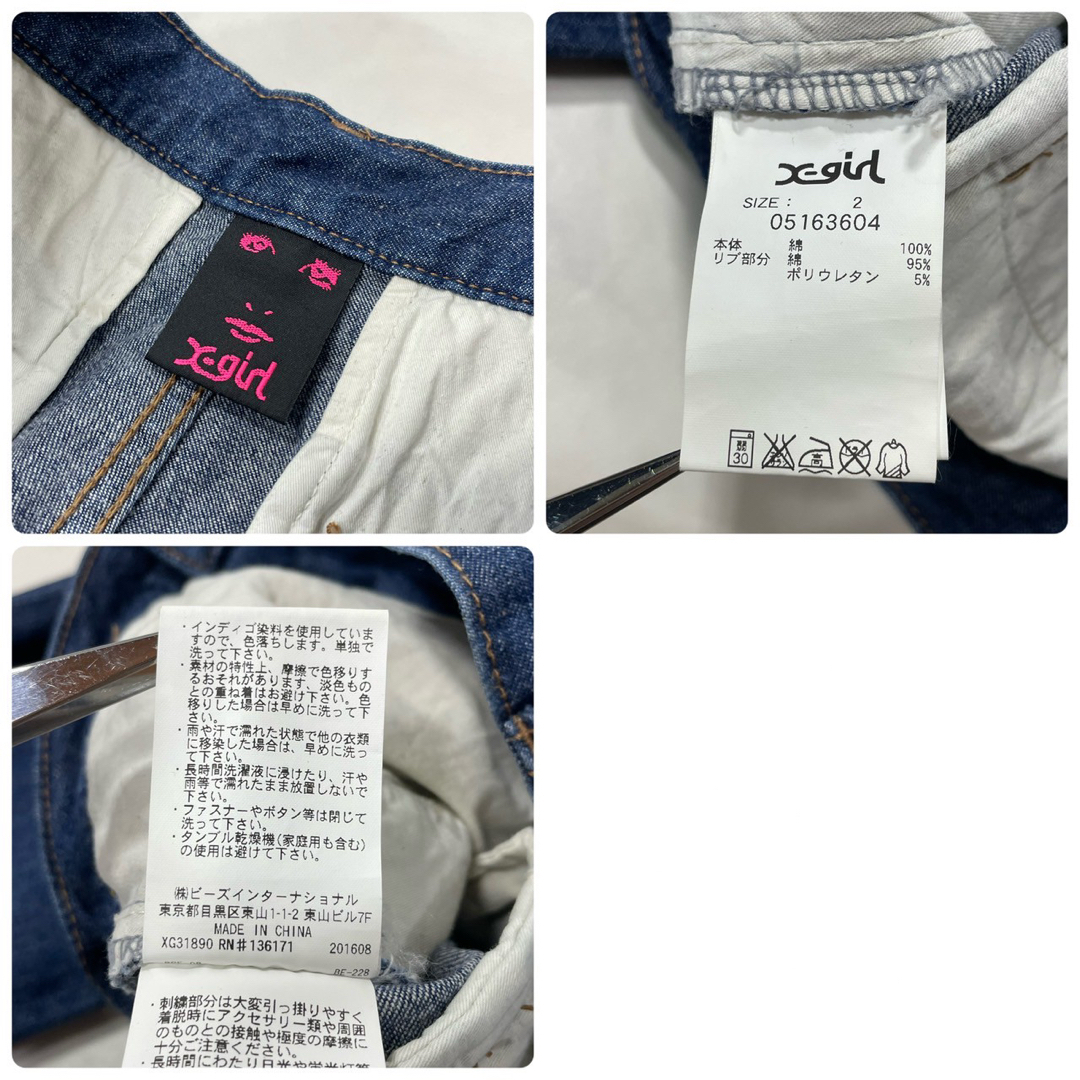 X-girl
X-girl
SIZE : 2
05163604
本体 綿 100%
リブ部分 綿 95%
ポリウレタン 5%
30
高
・インディゴ染料を使用していま
すので、色落ちします。単独で
洗って下さい。
・素材の特性上、摩擦で色移りす
るおそれがあります、淡色もの
との重ね着はお避け下さい。色
移りした場合は早めに洗って下
さい。
・雨や汗で濡れた状態で他の衣類
に移染した場合は、早めに洗っ
て下さい。
・長時間洗濯液に浸けたり、汗や
雨等で濡れたまま放置しないで
下さい。
・ファスナーやボタン等は閉じて
洗って下さい。
・タンブル乾燥機(家庭用も含む)
の使用は避けて下さい。
㈱ビーズインターナショナル
東京都目黒区東山1-1-2 東山ビル7F
MADE IN CHINA
XG31890 RN#136171 201608
BE-228
・刺繍部分は大変引っ掛りやすく
着脱時にアクセサリー類や周囲
のものとの接触や極度の摩擦に
十分ご注意ください。
・長時間にわたり日光や蛍光灯等